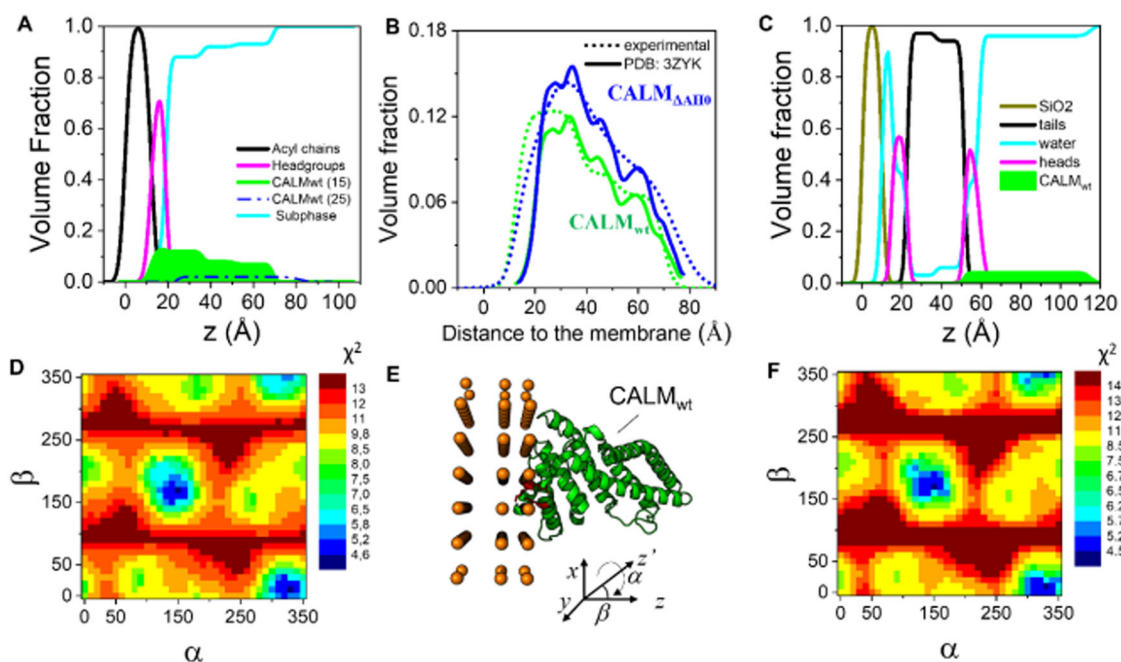 A
Volume Fraction
1.0
0.8
0.6
0.4
0.2
0.0
Acyl chains
Headgroups
CALMwt (15)
CALMwt (25)
Subphase
0 20 40 60 80 100
z (Å)
B
Volume fraction
0.18
0.12
0.06
0.00
experimental
PDB: 3ZYK
CALMΔAH0
CALMwt
0 20 40 60 80
Distance to the membrane (Å)
C
Volume fraction
1.0
0.8
0.6
0.4
0.2
0.0
SiO2
tails
water
heads
CALMwt
0 20 40 60 80 100 120
z (Å)
D
β
350
250
150
50
0
0 50 150 250 350
α
χ2
13
12
11
9,8
8,5
8,0
7,5
7,0
6,5
5,8
5,2
4,6
E
CALMwt
x
y
z'
α
β
z
F
β
350
250
150
100
50
0
0 50 150 250 350
α
χ2
14
13
12
11
9.2
7.5
6.7
6.5
6.2
5.7
5.2
4.5